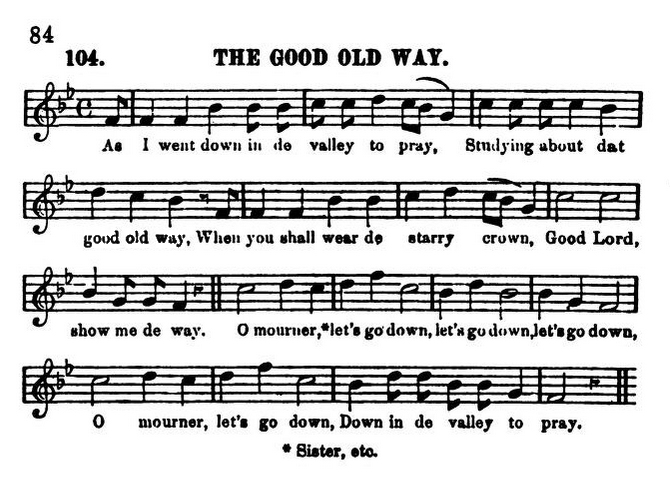 84
104. THE GOOD OLD WAY.
As I went down in de valley to pray, Studying about dat
good old way, When you shall wear de starry crown, Good Lord,
show me de way. O mourner,*let's go down, let's go down, let's go down,
O mourner, let's go down, Down in de valley to pray.
* Sister, etc.